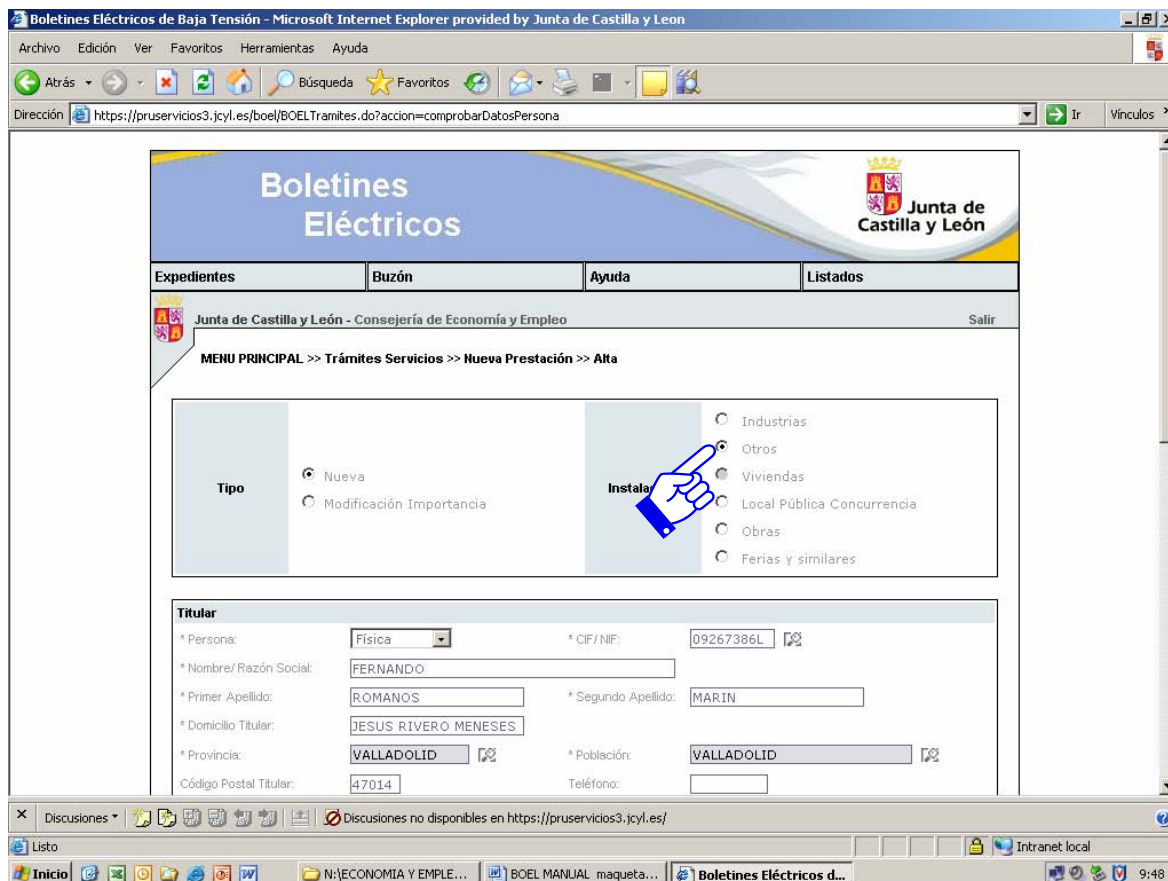 Boletines Eléctricos de Baja Tensión - Microsoft Internet Explorer provided by Junta de Castilla y Leon
Archivo Edición Ver Favoritos Herramientas Ayuda
Atrás Búsqueda Favoritos
Dirección https://pruservicios3.jcyl.es/boel/BOELTramites.do?accion=comprobarDatosPersona Ir Vínculos
Boletines
Eléctricos
Junta de
Castilla y León
Expedientes Buzón Ayuda Listados
Junta de Castilla y León - Consejería de Economía y Empleo Salir
MENU PRINCIPAL >> Trámites Servicios >> Nueva Prestación >> Alta
Tipo
Nueva
Modificación Importancia
Industrias
Otros
Viviendas
Local Pública Concurrencia
Obras
Ferias y similares
Titular
* Persona: Física * CIF/ NIF: 09267386L
* Nombre/ Razón Social: FERNANDO
* Primer Apellido: ROMANOS * Segundo Apellido: MARIN
* Domicilio Titular: JESUS RIVERO MENESES
* Provincia: VALLADOLID * Población: VALLADOLID
Código Postal Titular: 47014 Teléfono:
Discusiones Discusiones no disponibles en https://pruservicios3.jcyl.es/
Listo Intranet local
Inicio N:\ECONOMIA Y EMPLE... BOEL MANUAL maqueta... Boletines Eléctricos d... 9:48